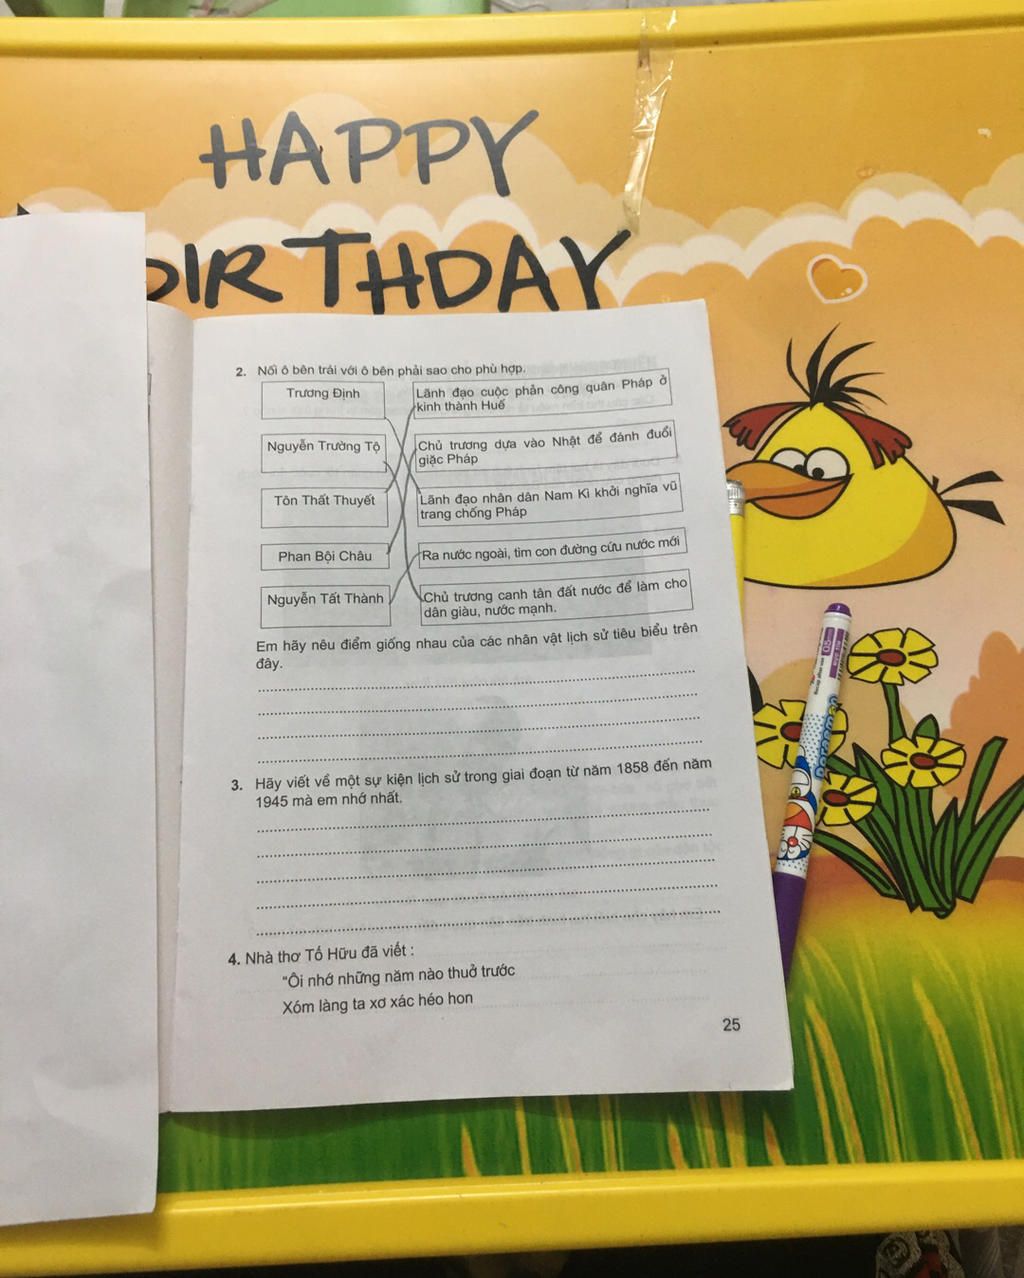 HAPPY
BIRTHDAY
2. Nối ô bên trái với ô bên phải sao cho phù hợp.
Trương Định
Lãnh đạo cuộc phản công quân Pháp ở
kinh thành Huế
Nguyễn Trường Tộ
Chủ trương dựa vào Nhật để đánh đuổi
giặc Pháp
Tôn Thất Thuyết
Lãnh đạo nhân dân Nam Kì khởi nghĩa vũ
trang chống Pháp
Phan Bội Châu
Ra nước ngoài, tìm con đường cứu nước mới
Nguyễn Tất Thành
Chủ trương canh tân đất nước để làm cho
dân giàu, nước mạnh.
Em hãy nêu điểm giống nhau của các nhân vật lịch sử tiêu biểu trên
đây.
3. Hãy viết về một sự kiện lịch sử trong giai đoạn từ năm 1858 đến năm
1945 mà em nhớ nhất.
4. Nhà thơ Tố Hữu đã viết :
"Ôi nhớ những năm nào thuở trước
Xóm làng ta xơ xác héo hon
25